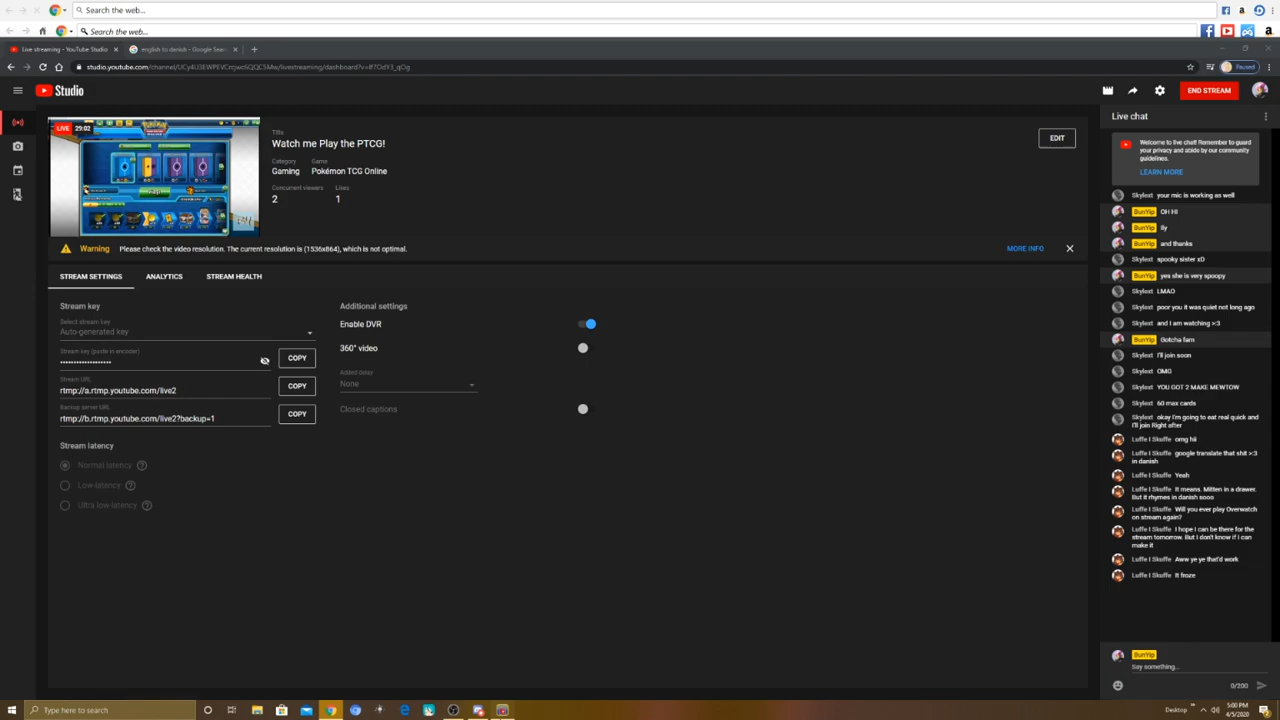 Search the web...
Search the web...
Live streaming - YouTube Studio
english to danish - Google Sear
studio.youtube.com/channel/
Paused
Studio
END STREAM
LIVE 29:02
Title
Watch me Play the PTCG!
Category
Game
Gaming
Pokémon TCG Online
Concurrent viewers
Likes
2
1
EDIT
Warning
Please check the video resolution. The current resolution is (1536x864), which is not optimal.
MORE INFO
STREAM SETTINGS
ANALYTICS
STREAM HEALTH
Stream key
Select stream key
Auto-generated key
Stream key (paste in encoder)
••••••••••••••••••••
COPY
Stream URL
rtmp://a.rtmp.youtube.com/live2
COPY
Backup server URL
rtmp://b.rtmp.youtube.com/live2?backup=1
COPY
Stream latency
Normal latency
Low-latency
Ultra low-latency
Additional settings
Enable DVR
360° video
Added delay
None
Closed captions
Live chat
Welcome to live chat! Remember to guard
your privacy and abide by our community
guidelines.
LEARN MORE
Skylest your mic is working as well
BunYip OH HI
BunYip ily
BunYip and thanks
Skylest spooky sister xD
BunYip yes she is very spoopy
Skylest LMAO
Skylest poor you it was quiet not long ago
Skylest and I am watching >:3
BunYip Gotcha fam
Skylest I'll join soon
Skylest OMG
Skylest YOU GOT 2 MAKE MEWTOW
Skylest 60 max cards
Skylest okay I'm going to eat real quick and
I'll join Right after
Luffe I Skuffe omg hii
Luffe I Skuffe google translate that shit >:3
in danish
Luffe I Skuffe Yeah
Luffe I Skuffe It means. Mitten in a drawer.
But it rhymes in danish sooo
Luffe I Skuffe Will you ever play Overwatch
on stream again?
Luffe I Skuffe I hope I can be there for the
stream tomorrow. But I don't know if I can
make it
Luffe I Skuffe Aww ye ye that'd work
Luffe I Skuffe It froze
BunYip
Say something...
0/200
Type here to search
Desktop
5:00 PM
4/5/2020